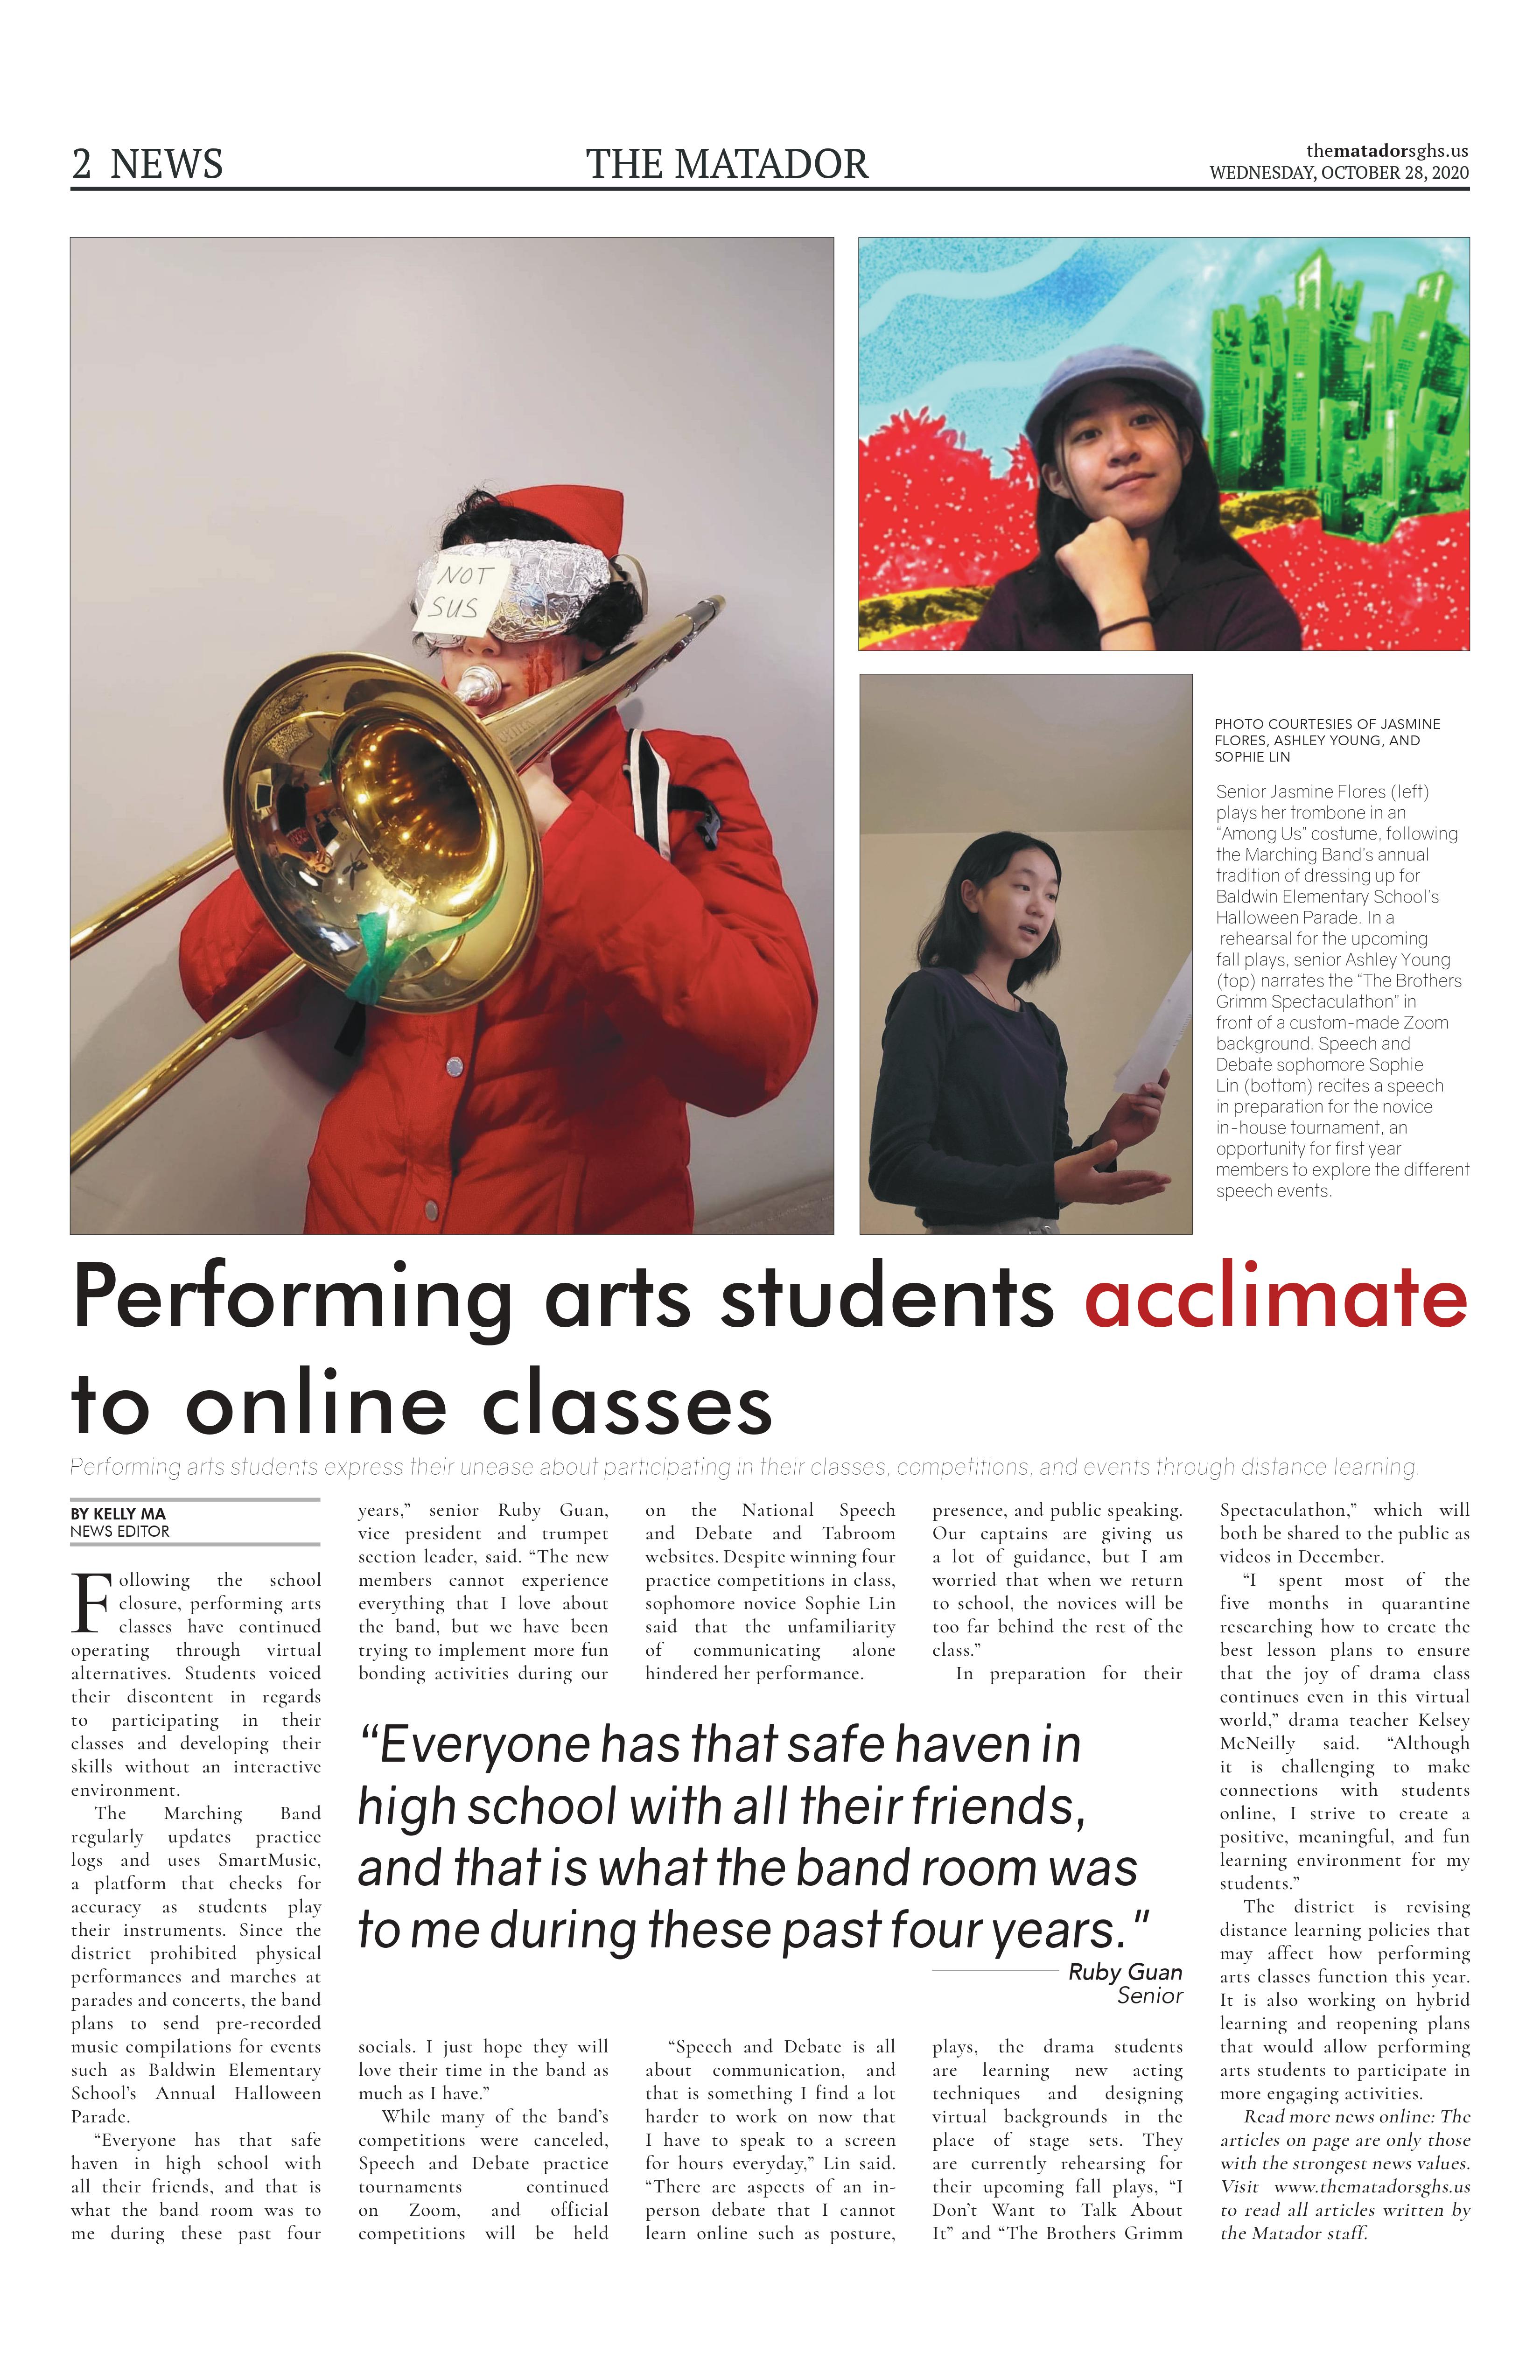 2 NEWS
THE MATADOR
thematadorsghs.us
WEDNESDAY, OCTOBER 28, 2020
NOT
SUS
PHOTO COURTESIES OF JASMINE
FLORES, ASHLEY YOUNG, AND
SOPHIE LIN
Senior Jasmine Flores (left)
plays her trombone in an
“Among Us” costume, following
the Marching Band's annual
tradition of dressing up for
Baldwin Elementary School's
Halloween Parade. In a
rehearsal for the upcoming
fall plays, senior Ashley Young
(top) narrates the “The Brothers
Grimm Spectaculathon” in
front of a custom-made Zoom
background. Speech and
Debate sophomore Sophie
Lin (bottom) recites a speech
in preparation for the novice
in-house tournament, an
opportunity for first year
members to explore the different
speech events.
Performing arts students acclimate
to online classes
Performing arts students express their unease about participating in their classes, competitions, and events through distance learning.
BY KELLY MA
NEWS EDITOR
Following the school
closure, performing arts
classes have continued
operating through virtual
alternatives. Students voiced
their discontent in regards
to participating in their
classes and developing their
skills without an interactive
environment.
The Marching Band
regularly updates practice
logs and uses SmartMusic,
a platform that checks for
accuracy as students play
their instruments. Since the
district prohibited physical
performances and marches at
parades and concerts, the band
plans to send pre-recorded
music compilations for events
such as Baldwin Elementary
School’s Annual Halloween
Parade.
“Everyone has that safe
haven in high school with
all their friends, and that is
what the band room was to
me during these past four
years,” senior Ruby Guan,
vice president and trumpet
section leader, said. “The new
members cannot experience
everything that I love about
the band, but we have been
trying to implement more fun
bonding activities during our
socials. I just hope they will
love their time in the band as
much as I have.”
While many of the band’s
competitions were canceled,
Speech and Debate practice
tournaments continued
on Zoom, and official
competitions will be held
on the National Speech
and Debate and Tabroom
websites. Despite winning four
practice competitions in class,
sophomore novice Sophie Lin
said that the unfamiliarity
of communicating alone
hindered her performance.
“Speech and Debate is all
about communication, and
that is something I find a lot
harder to work on now that
I have to speak to a screen
for hours everyday,” Lin said.
“There are aspects of an in-
person debate that I cannot
learn online such as posture,
presence, and public speaking.
Our captains are giving us
a lot of guidance, but I am
worried that when we return
to school, the novices will be
too far behind the rest of the
class.”
In preparation for their
plays, the drama students
are learning new acting
techniques and designing
virtual backgrounds in the
place of stage sets. They
are currently rehearsing for
their upcoming fall plays, “I
Don’t Want to Talk About
It” and “The Brothers Grimm
Spectaculathon,” which will
both be shared to the public as
videos in December.
“I spent most of the
five months in quarantine
researching how to create the
best lesson plans to ensure
that the joy of drama class
continues even in this virtual
world,” drama teacher Kelsey
McNeilly said. “Although
it is challenging to make
connections with students
online, I strive to create a
positive, meaningful, and fun
learning environment for my
students.”
The district is revising
distance learning policies that
may affect how performing
arts classes function this year.
It is also working on hybrid
learning and reopening plans
that would allow performing
arts students to participate in
more engaging activities.
Read more news online: The
articles on page are only those
with the strongest news values.
Visit www.thematadorsghs.us
to read all articles written by
the Matador staff.
“Everyone has that safe haven in
high school with all their friends,
and that is what the band room was
to me during these past four years."
Ruby Guan
Senior